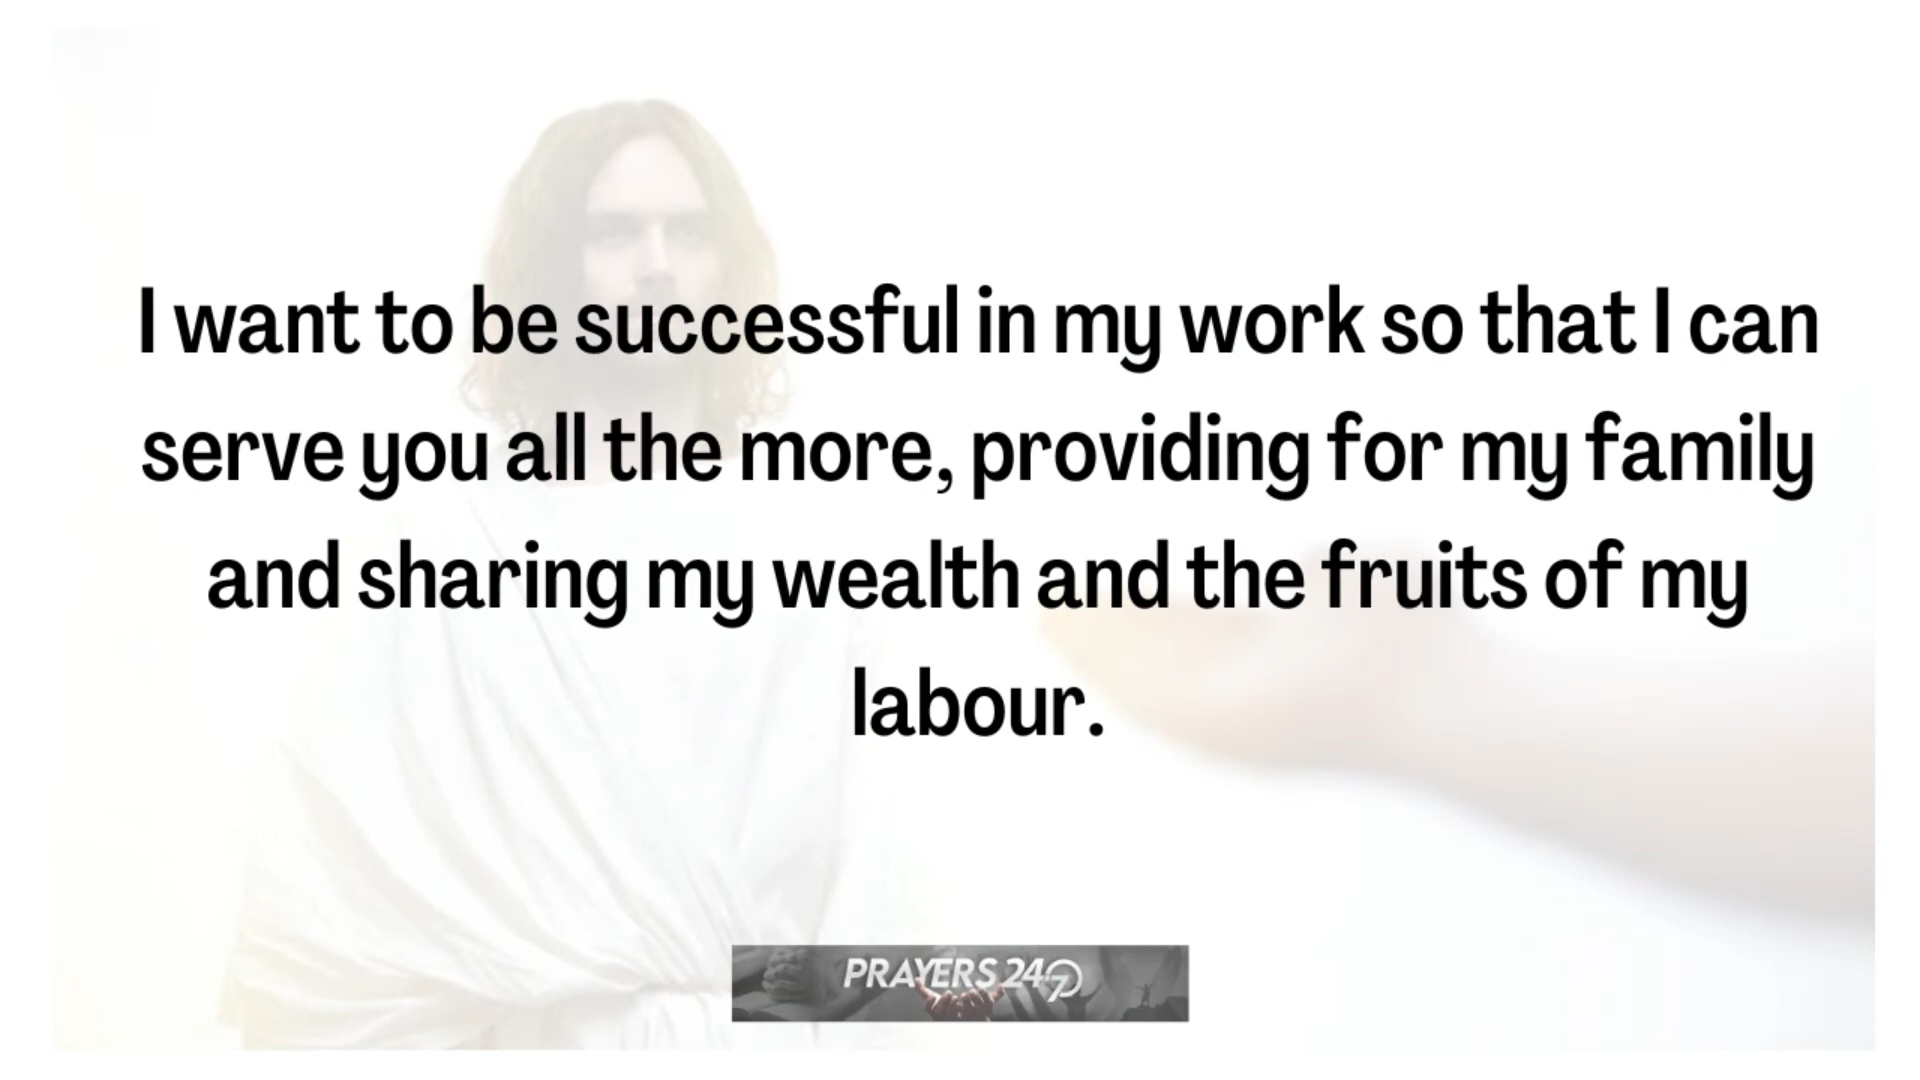 I want to be successful in my work so that I can
serve you all the more, providing for my family
and sharing my wealth and the fruits of my
labour.
PRAYERS 247